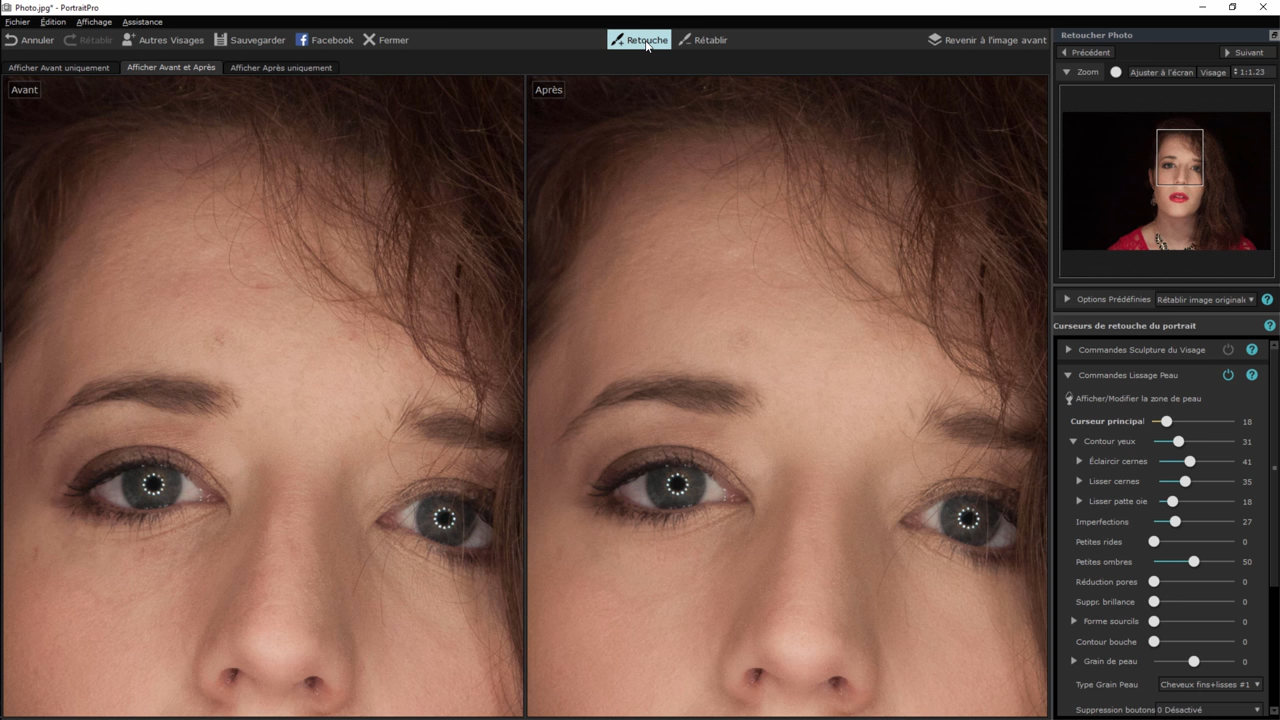 Photo.jpg* - PortraitPro
Fichier Édition Affichage Assistance
Annuler Rétablir Autres Visages Sauvegarder Facebook Fermer Retouche Rétablir Revenir à l'image avant
Afficher Avant uniquement Afficher Avant et Après Afficher Après uniquement
Avant
Après
Retoucher Photo
Précédent Suivant
Zoom Ajuster à l'écran Visage 1:1.23
Options Prédéfinies Rétablir image original
Curseurs de retouche du portrait
Commandes Sculpture du Visage
Commandes Lissage Peau
Afficher/Modifier la zone de peau
Curseur principal 18
Contour yeux 31
Éclaircir cernes 41
Lisser cernes 35
Lisser patte oie 18
Imperfections 27
Petites rides 0
Petites ombres 50
Réduction pores 0
Suppr. brillance 0
Forme sourcils 0
Contour bouche 0
Grain de peau 0
Type Grain Peau Cheveux fins+lisses #1
Suppression boutons 0 Désactivé